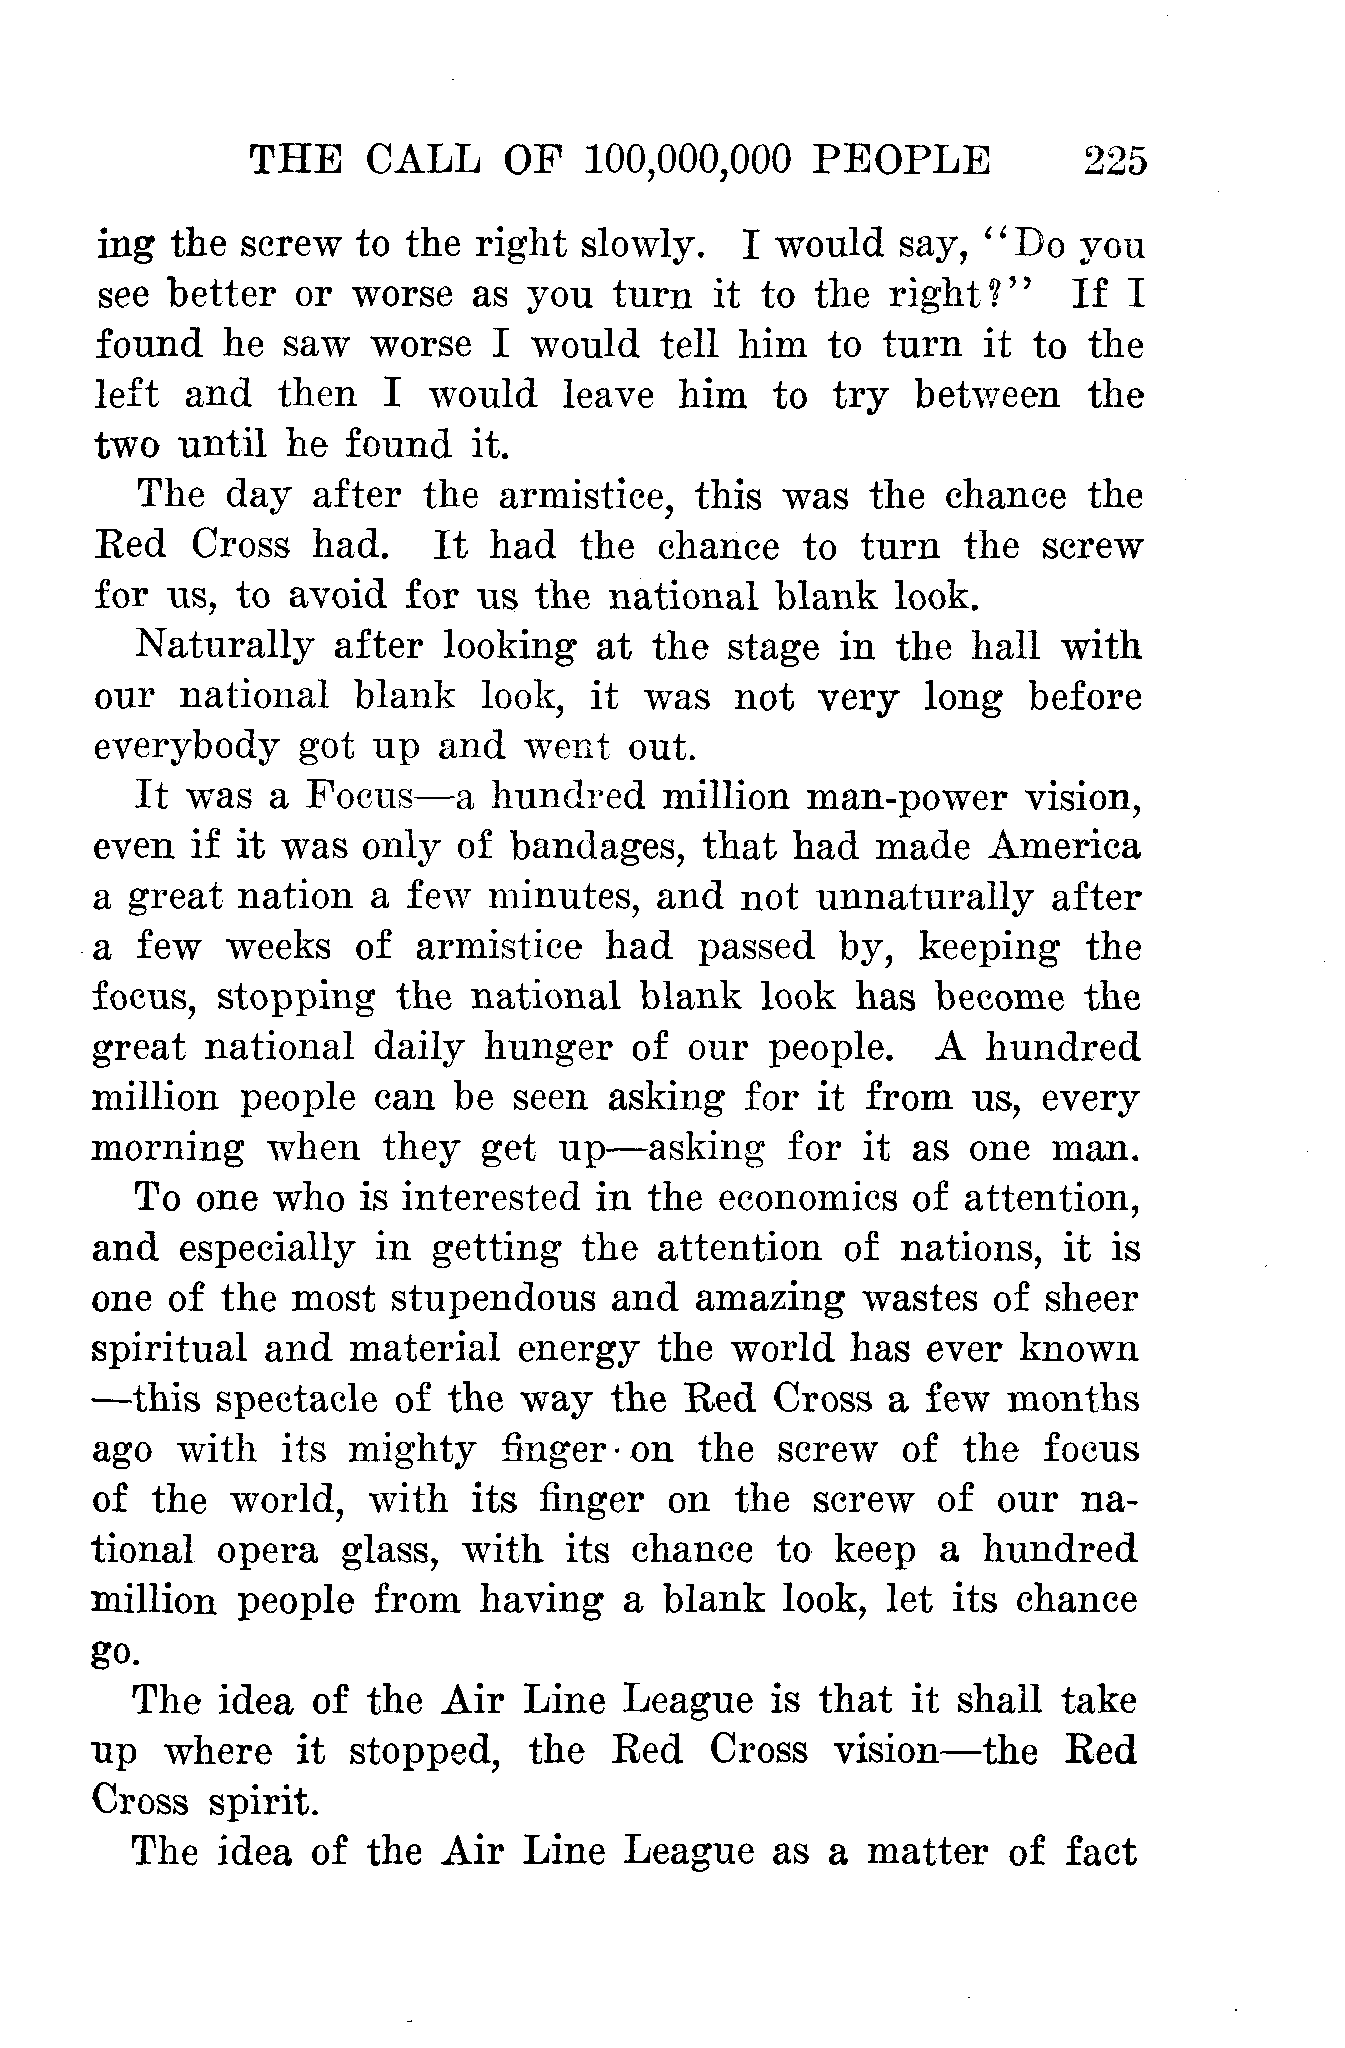 THE CALL OF 100,000,000 PEOPLE 225
ing the screw to the right slowly. I would say, "Do you
see better or worse as you turn it to the right?" If I
found he saw worse I would tell him to turn it to the
left and then I would leave him to try between the
two until he found it.
The day after the armistice, this was the chance the
Red Cross had. It had the chance to turn the screw
for us, to avoid for us the national blank look.
Naturally after looking at the stage in the hall with
our national blank look, it was not very long before
everybody got up and went out.
It was a Focus—a hundred million man-power vision,
even if it was only of bandages, that had made America
a great nation a few minutes, and not unnaturally after
a few weeks of armistice had passed by, keeping the
focus, stopping the national blank look has become the
great national daily hunger of our people. A hundred
million people can be seen asking for it from us, every
morning when they get up—asking for it as one man.
To one who is interested in the economics of attention,
and especially in getting the attention of nations, it is
one of the most stupendous and amazing wastes of sheer
spiritual and material energy the world has ever known
—this spectacle of the way the Red Cross a few months
ago with its mighty finger on the screw of the focus
of the world, with its finger on the screw of our na-
tional opera glass, with its chance to keep a hundred
million people from having a blank look, let its chance
go.
The idea of the Air Line League is that it shall take
up where it stopped, the Red Cross vision—the Red
Cross spirit.
The idea of the Air Line League as a matter of fact